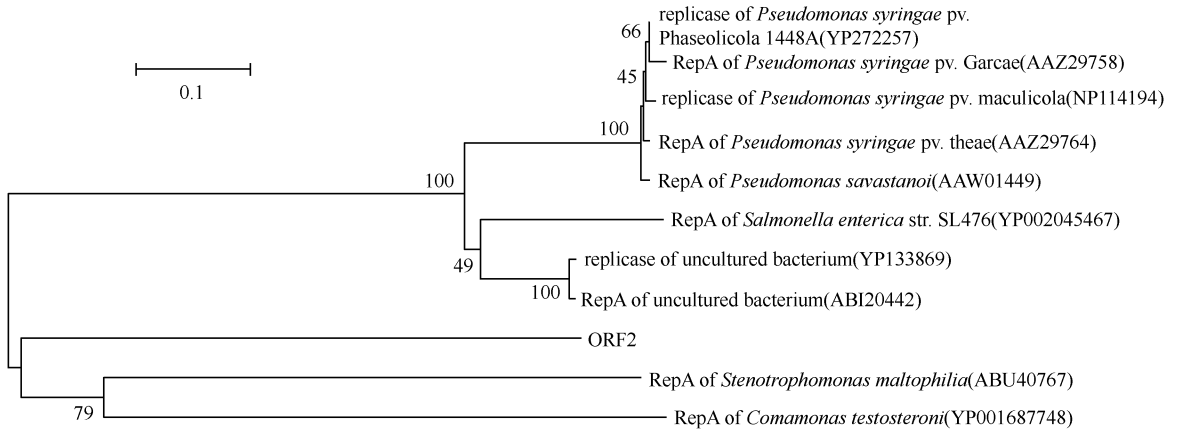 replicase of Pseudomonas syringae pv.
66
Phaseolicola 1448A(YP272257)
RepA of Pseudomonas syringae pv. Garcae(AAZ29758)
45
0.1
replicase of Pseudomonas syringae pv. maculicola(NP114194)
100
RepA of Pseudomonas syringae pv. theae(AAZ29764)
100
RepA of Pseudomonas savastanoi(AAW01449)
RepA of Salmonella enterica str. SL476(YP002045467)
49
replicase of uncultured bacterium(YP133869)
100
RepA of uncultured bacterium(ABI20442)
ORF2
RepA of Stenotrophomonas maltophilia(ABU40767)
79
RepA of Comamonas testosteroni(YP001687748)